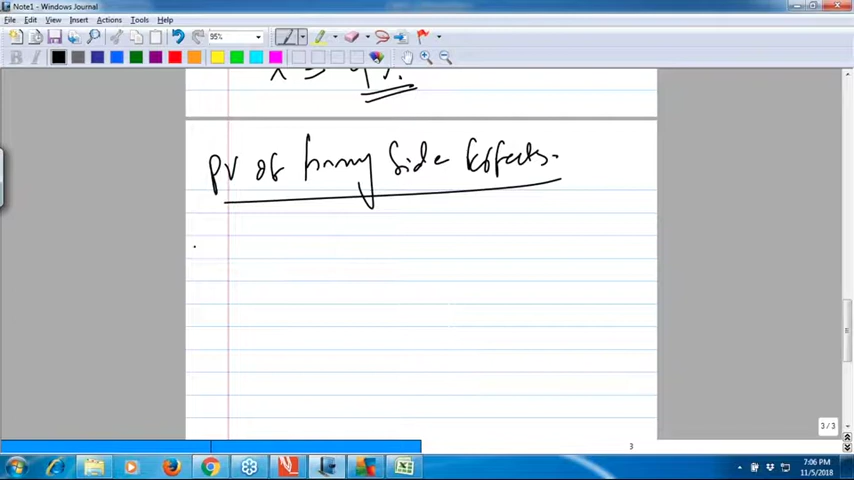 Note1 - Windows Journal
File Edit View Insert Actions Tools Help
95%
B I
PV of Side Effects.
3/3
3
7:06 PM
11/5/2018